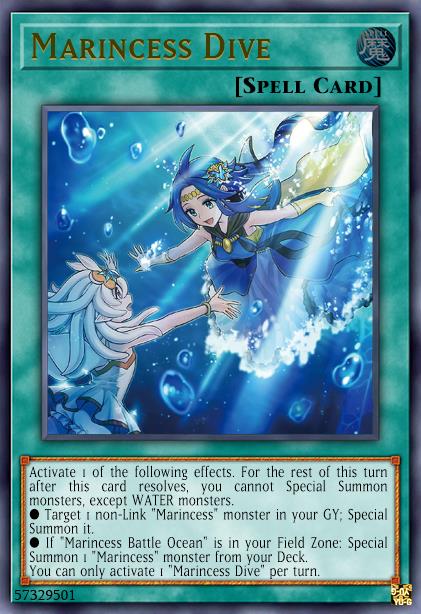 Marincess Dive
魔
[Spell Card]
Activate 1 of the following effects. For the rest of this turn
after this card resolves, you cannot Special Summon
monsters, except WATER monsters.
● Target 1 non-Link "Marincess" monster in your GY; Special
Summon it.
● If "Marincess Battle Ocean" is in your Field Zone: Special
Summon 1 "Marincess" monster from your Deck.
You can only activate 1 "Marincess Dive" per turn.
57329501